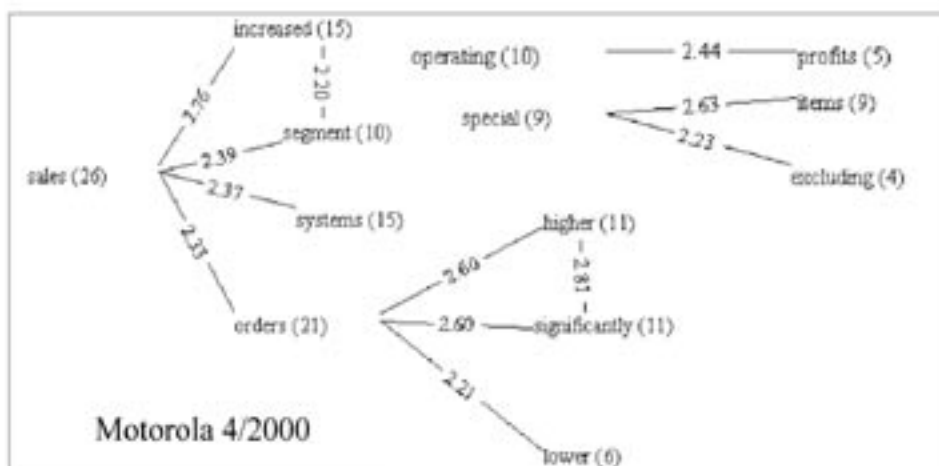 increased (15)
operating (10)
2.44
profits (5)
2.76
2.20
special (9)
2.63
items (9)
segment (10)
2.23
2.39
sales (26)
excluding (4)
2.37
systems (15)
higher (11)
2.33
2.60
2.81
orders (21)
2.60
significantly (11)
2.21
Motorola 4/2000
lower (6)